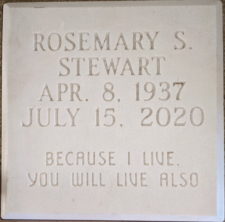 ROSEMARY S.
STEWART
APR. 8, 1937
JULY 15, 2020
BECAUSE I LIVE,
YOU WILL LIVE ALSO